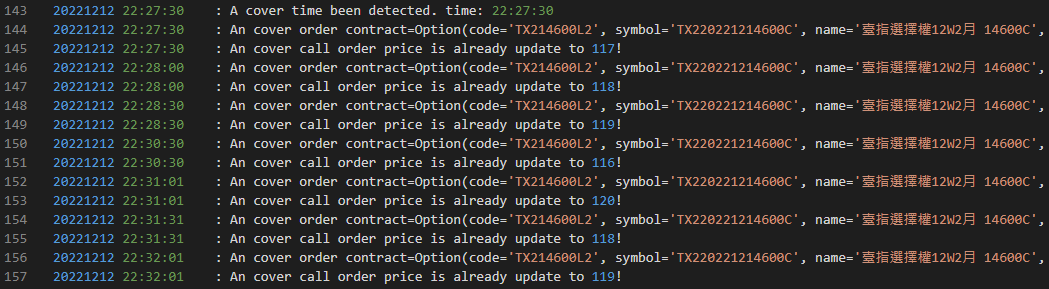 143 20221212 22:27:30 : A cover time been detected. time: 22:27:30
144 20221212 22:27:30 : An cover order contract=Option(code='TX214600L2', symbol='TX220221214600C', name='臺指選擇權12W2月 14600C',
145 20221212 22:27:30 : An cover call order price is already update to 117!
146 20221212 22:28:00 : An cover order contract=Option(code='TX214600L2', symbol='TX220221214600C', name='臺指選擇權12W2月 14600C',
147 20221212 22:28:00 : An cover call order price is already update to 118!
148 20221212 22:28:30 : An cover order contract=Option(code='TX214600L2', symbol='TX220221214600C', name='臺指選擇權12W2月 14600C',
149 20221212 22:28:30 : An cover call order price is already update to 119!
150 20221212 22:30:30 : An cover order contract=Option(code='TX214600L2', symbol='TX220221214600C', name='臺指選擇權12W2月 14600C',
151 20221212 22:30:30 : An cover call order price is already update to 116!
152 20221212 22:31:01 : An cover order contract=Option(code='TX214600L2', symbol='TX220221214600C', name='臺指選擇權12W2月 14600C',
153 20221212 22:31:01 : An cover call order price is already update to 120!
154 20221212 22:31:31 : An cover order contract=Option(code='TX214600L2', symbol='TX220221214600C', name='臺指選擇權12W2月 14600C',
155 20221212 22:31:31 : An cover call order price is already update to 118!
156 20221212 22:32:01 : An cover order contract=Option(code='TX214600L2', symbol='TX220221214600C', name='臺指選擇權12W2月 14600C',
157 20221212 22:32:01 : An cover call order price is already update to 119!